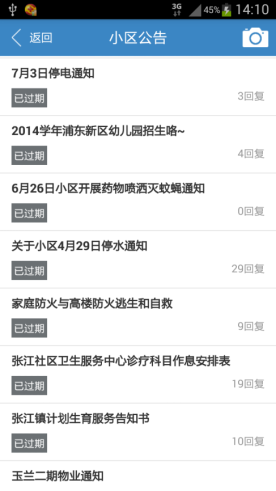 3G 45% 14:10
返回 小区公告
7月3日停电通知
已过期 3回复
2014学年浦东新区幼儿园招生咯~
已过期 4回复
6月26日小区开展药物喷洒灭蚊蝇通知
已过期 0回复
关于小区4月29日停水通知
已过期 29回复
家庭防火与高楼防火逃生和自救
已过期 9回复
张江社区卫生服务中心诊疗科目作息安排表
已过期 19回复
张江镇计划生育服务告知书
已过期 10回复
玉兰二期物业通知